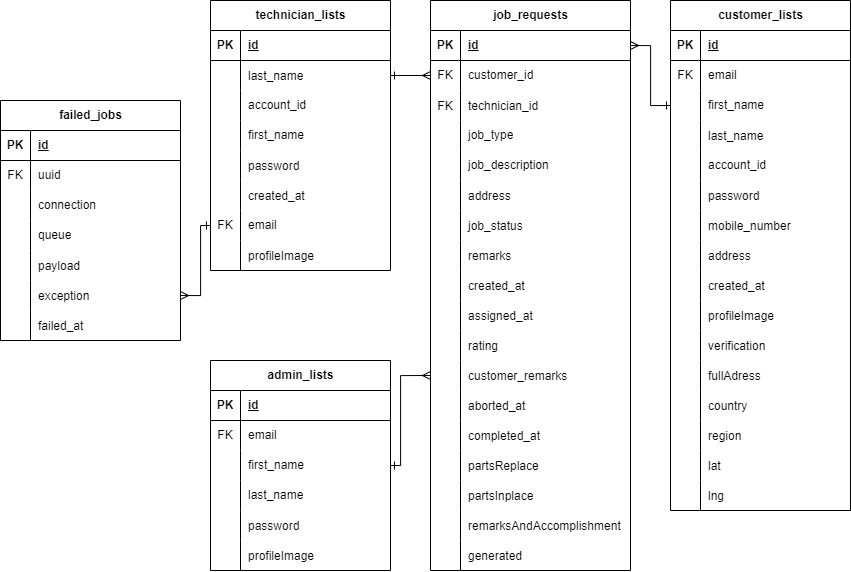 technician_lists
PK id
last_name
account_id
first_name
password
created_at
FK email
profileImage
job_requests
PK id
FK customer_id
FK technician_id
job_type
job_description
address
job_status
remarks
created_at
assigned_at
rating
customer_remarks
aborted_at
completed_at
partsReplace
partsInplace
remarksAndAccomplishment
generated
customer_lists
PK id
FK email
first_name
last_name
account_id
password
mobile_number
address
created_at
profileImage
verification
fullAdress
country
region
lat
lng
failed_jobs
PK id
FK uuid
connection
queue
payload
exception
failed_at
admin_lists
PK id
FK email
first_name
last_name
password
profileImage